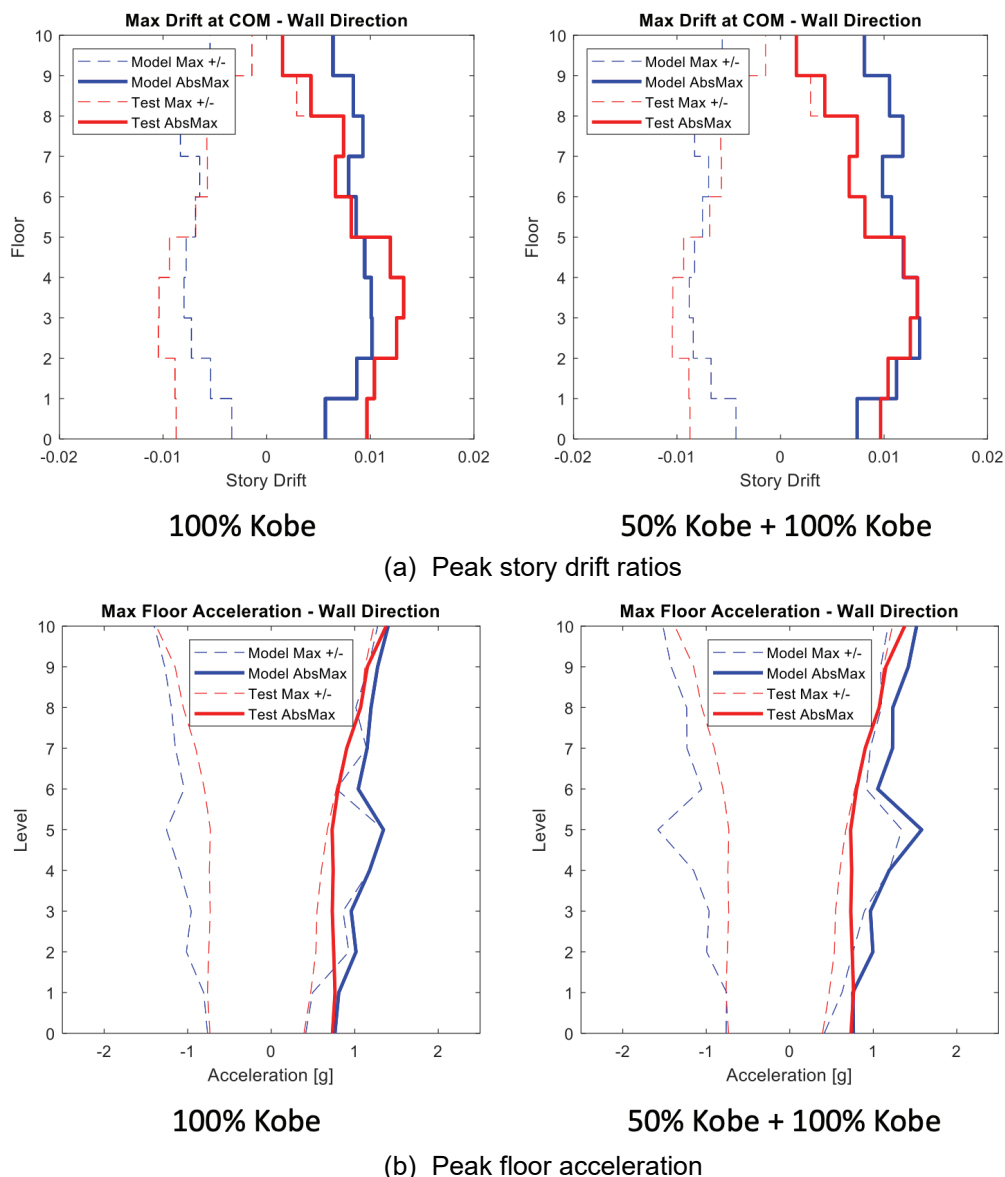 Max Drift at COM - Wall Direction
10
9
8
7
6
5
4
3
2
1
0
Floor
Model Max +/-
Model AbsMax
Test Max +/-
Test AbsMax
-0.02 -0.01 0 0.01 0.02
Story Drift
100% Kobe
Max Drift at COM - Wall Direction
10
9
8
7
6
5
4
3
2
1
0
Floor
Model Max +/-
Model AbsMax
Test Max +/-
Test AbsMax
-0.02 -0.01 0 0.01 0.02
Story Drift
50% Kobe + 100% Kobe
(a) Peak story drift ratios
Max Floor Acceleration - Wall Direction
10
9
8
7
6
5
4
3
2
1
0
Level
Model Max +/-
Model AbsMax
Test Max +/-
Test AbsMax
-2 -1 0 1 2
Acceleration [g]
100% Kobe
Max Floor Acceleration - Wall Direction
10
9
8
7
6
5
4
3
2
1
0
Level
Model Max +/-
Model AbsMax
Test Max +/-
Test AbsMax
-2 -1 0 1 2
Acceleration [g]
50% Kobe + 100% Kobe
(b) Peak floor acceleration